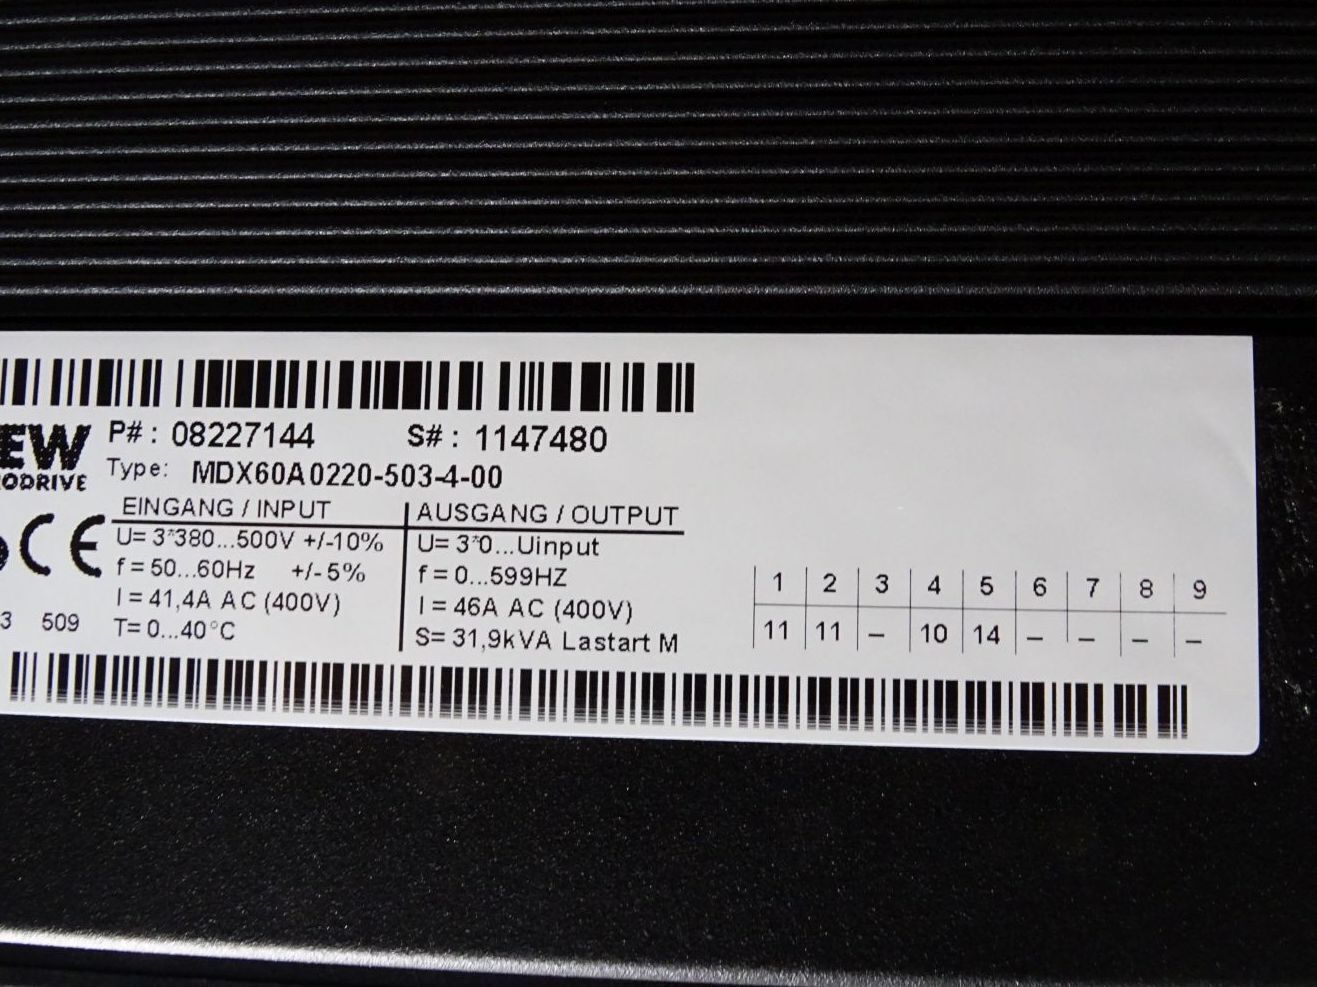 EW P#: 08227144 S#: 1147480
ODRIVE Type: MDX60A0220-503-4-00
EINGANG / INPUT
U= 3*380...500V +/-10%
f= 50...60Hz +/-5%
I= 41,4A AC (400V)
T= 0...40°C
AUSGANG / OUTPUT
U= 3*0...Uinput
f= 0...599HZ
I= 46A AC (400V)
S= 31,9kVA Lastart M
CE
3 509
1 2 3 4 5 6 7 8 9
11 11 – 10 14 – – – –